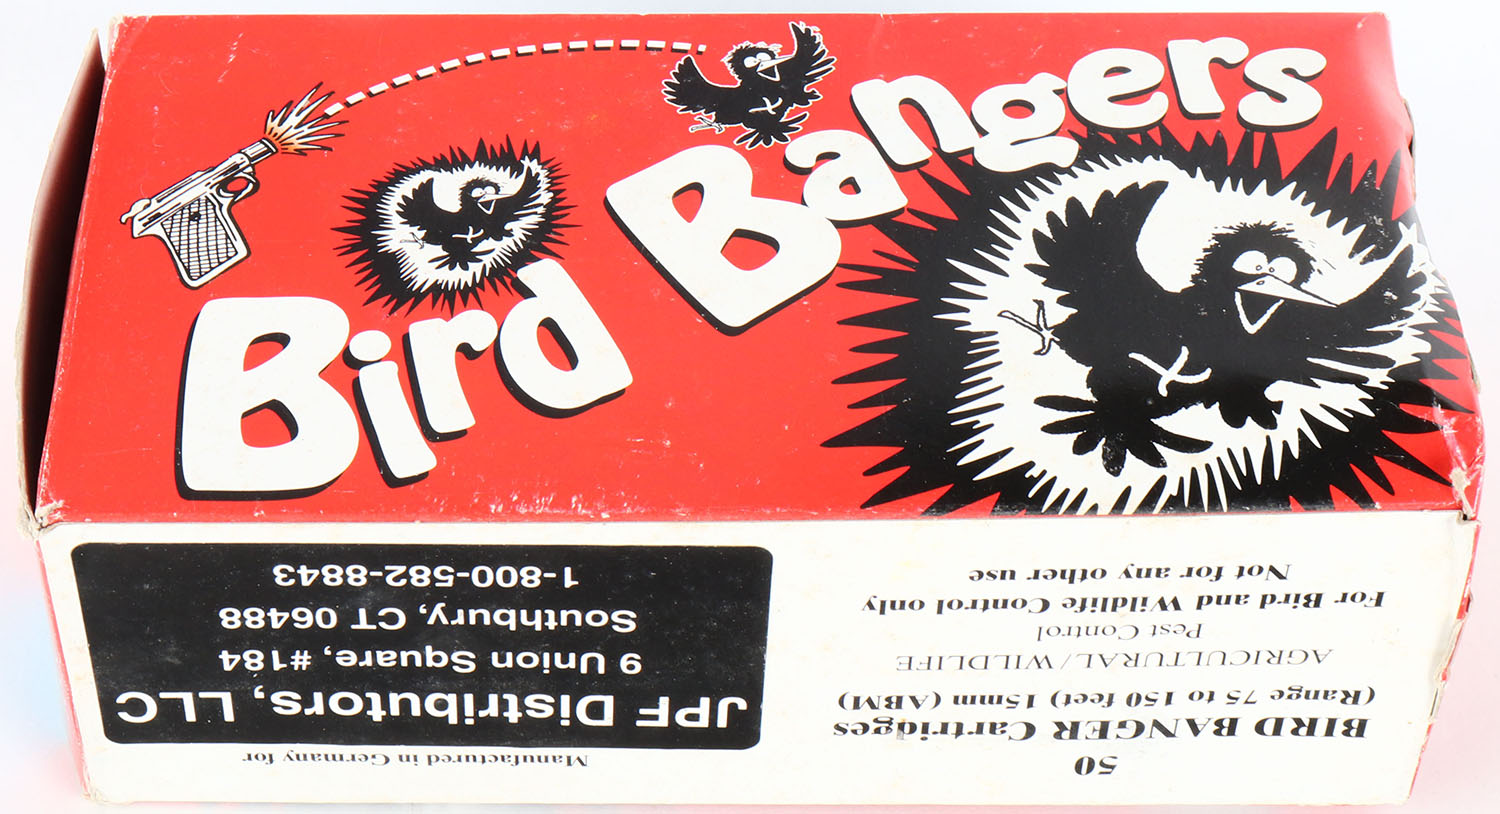 Bird Bangers
50
BIRD BANGER Cartridges
(Range 75 to 150 feet) 15mm (ABM)
AGRICULTURAL/WILDLIFE
Pest Control
For Bird and Wildlife Control only
Not for any other use
Manufactured in Germany for
JPF Distributors, LLC
9 Union Square, #184
Southbury, CT 06488
1-800-582-8843